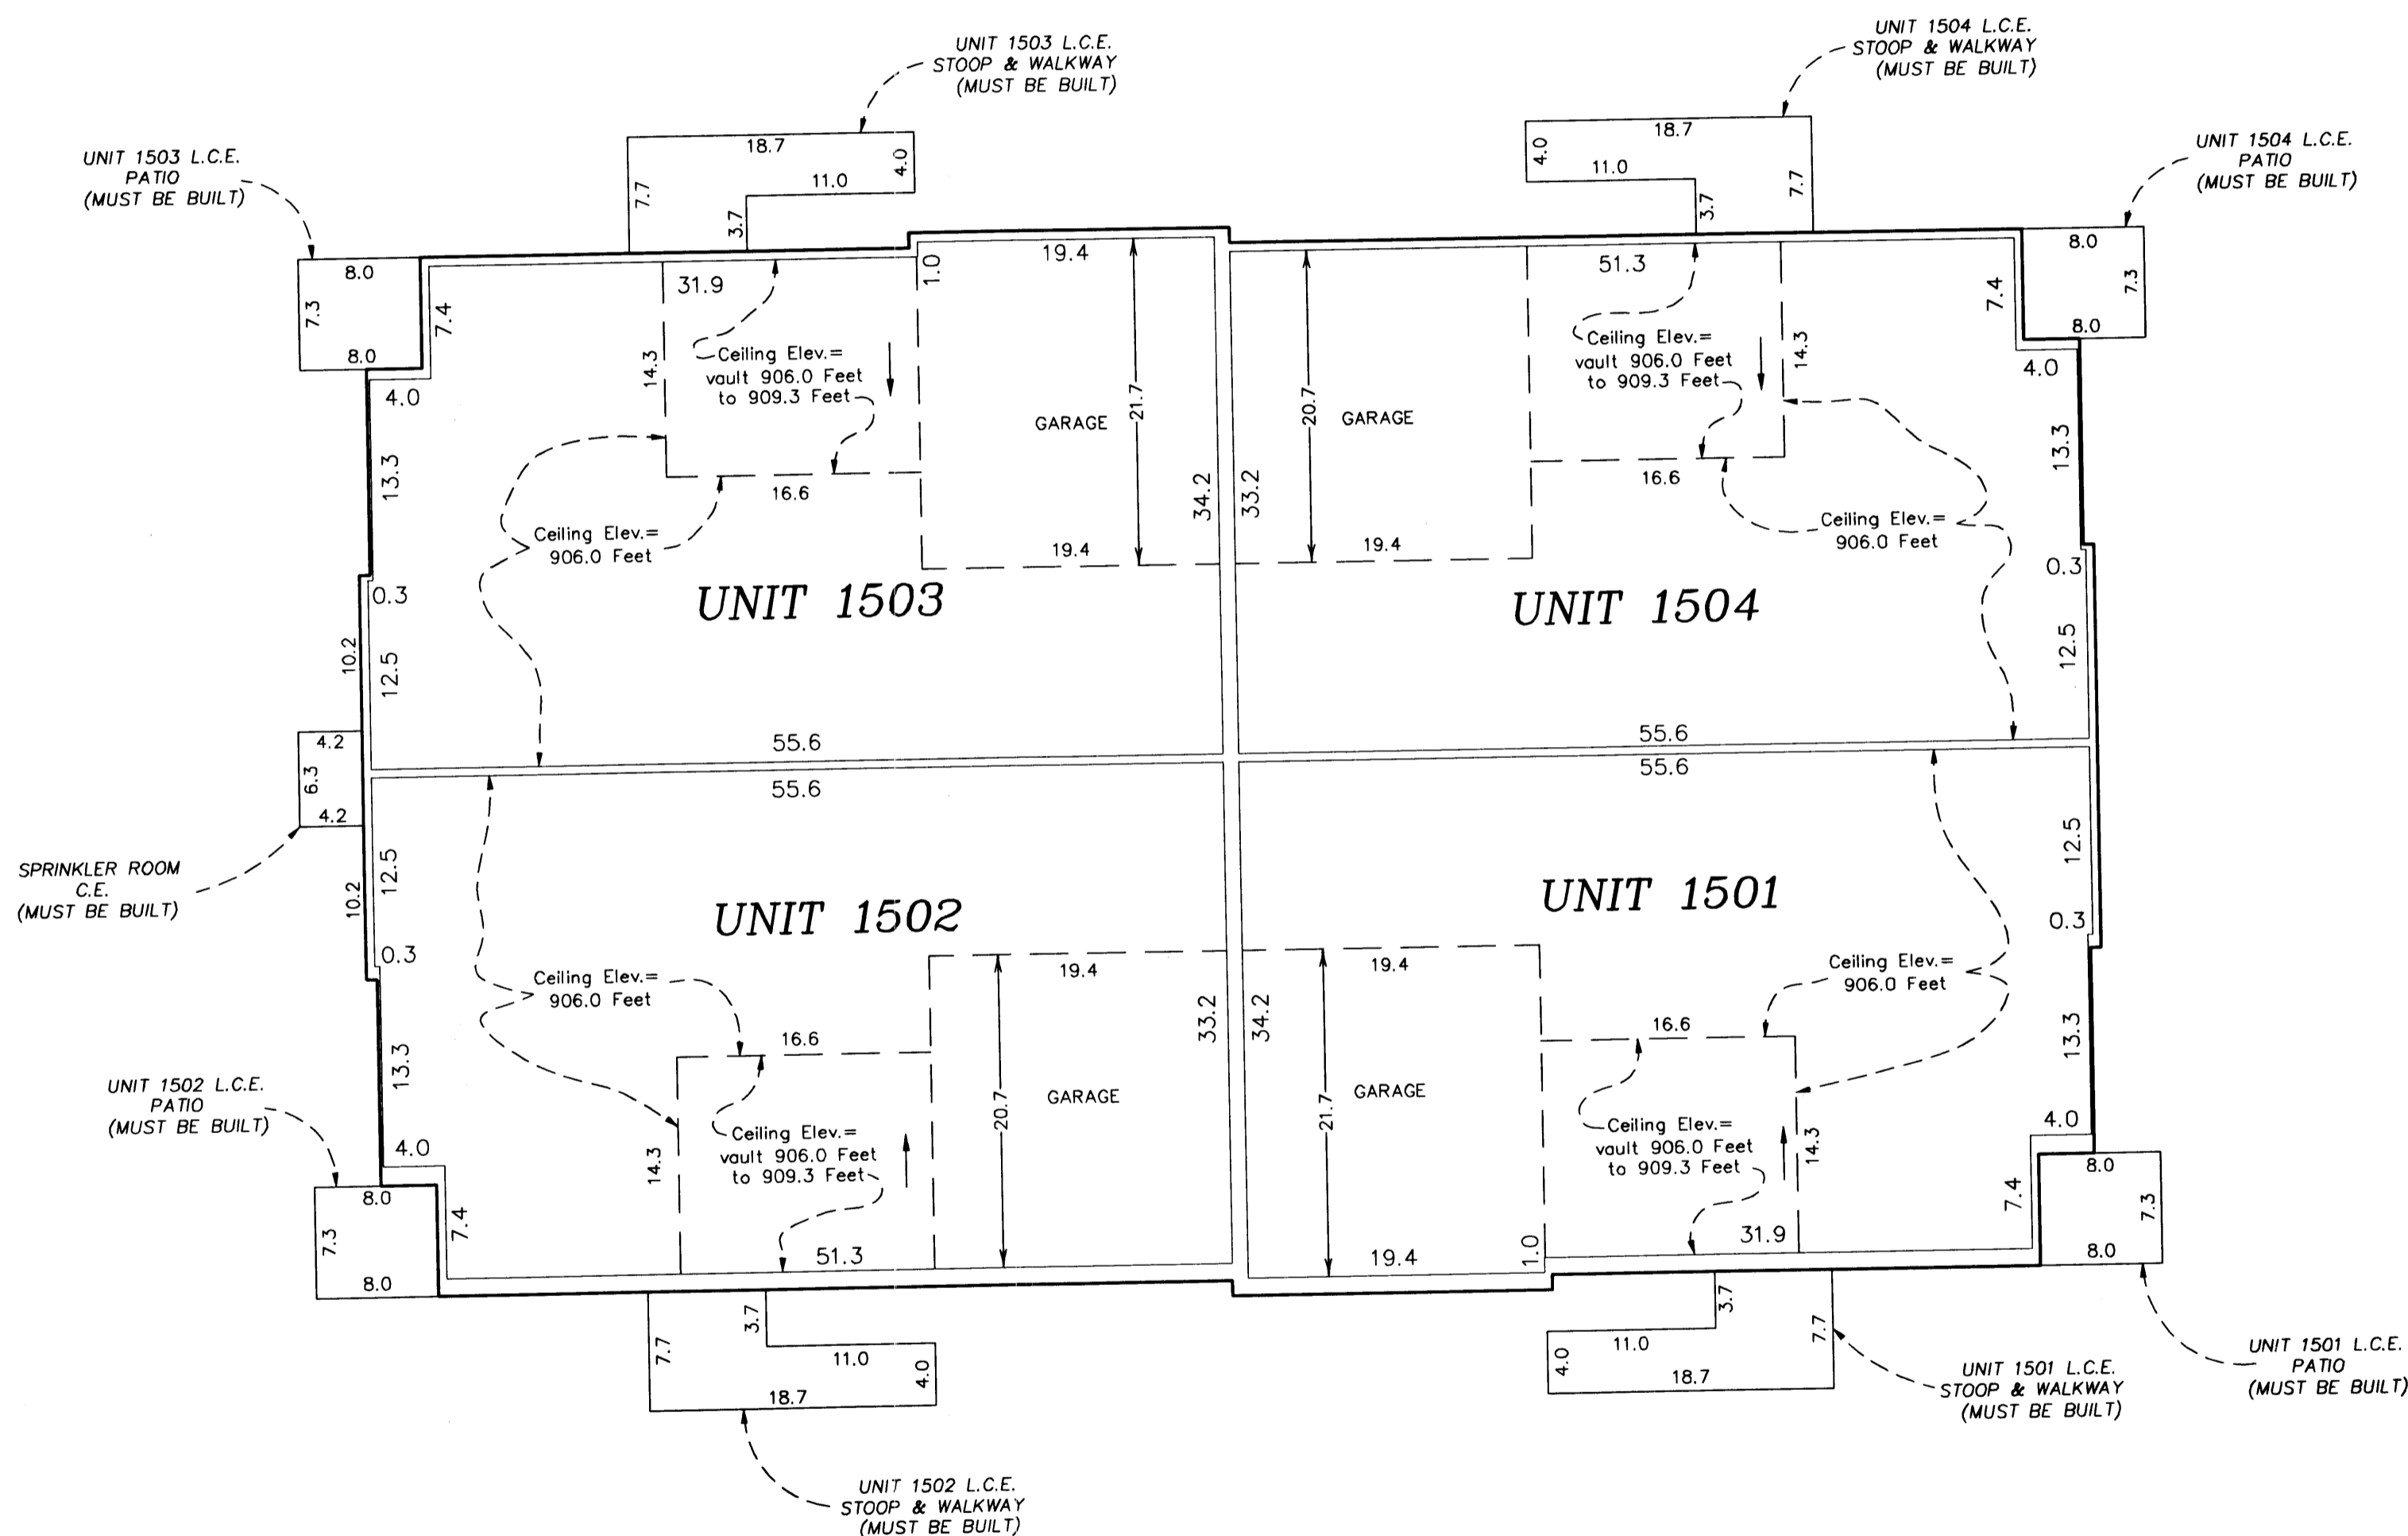 UNIT 1503 L.C.E.
STOOP & WALKWAY
(MUST BE BUILT)
UNIT 1504 L.C.E.
STOOP & WALKWAY
(MUST BE BUILT)
UNIT 1503 L.C.E.
PATIO
(MUST BE BUILT)
UNIT 1504 L.C.E.
PATIO
(MUST BE BUILT)
18.7
4.0
11.0
7.7
3.7
18.7
4.0
11.0
7.7
3.7
8.0
7.3
8.0
8.0
7.3
8.0
31.9
1.0
19.4
7.4
4.0
14.3
Ceiling Elev.=
vault 906.0 Feet
to 909.3 Feet
21.7
GARAGE
13.3
16.6
34.2
Ceiling Elev.=
906.0 Feet
19.4
UNIT 1503
0.3
10.2
12.5
55.6
51.3
7.4
4.0
14.3
Ceiling Elev.=
vault 906.0 Feet
to 909.3 Feet
20.7
GARAGE
13.3
16.6
33.2
Ceiling Elev.=
906.0 Feet
19.4
UNIT 1504
0.3
12.5
55.6
4.2
6.3
4.2
SPRINKLER ROOM
C.E.
(MUST BE BUILT)
55.6
12.5
10.2
UNIT 1502
0.3
Ceiling Elev.=
906.0 Feet
19.4
33.2
16.6
13.3
20.7
GARAGE
Ceiling Elev.=
vault 906.0 Feet
to 909.3 Feet
14.3
4.0
7.4
51.3
55.6
12.5
UNIT 1501
0.3
Ceiling Elev.=
906.0 Feet
19.4
34.2
16.6
13.3
21.7
GARAGE
Ceiling Elev.=
vault 906.0 Feet
to 909.3 Feet
14.3
4.0
7.4
31.9
1.0
19.4
UNIT 1502 L.C.E.
PATIO
(MUST BE BUILT)
8.0
7.3
8.0
8.0
7.3
8.0
3.7
7.7
11.0
4.0
18.7
3.7
7.7
11.0
4.0
18.7
UNIT 1501 L.C.E.
PATIO
(MUST BE BUILT)
UNIT 1501 L.C.E.
STOOP & WALKWAY
(MUST BE BUILT)
UNIT 1502 L.C.E.
STOOP & WALKWAY
(MUST BE BUILT)